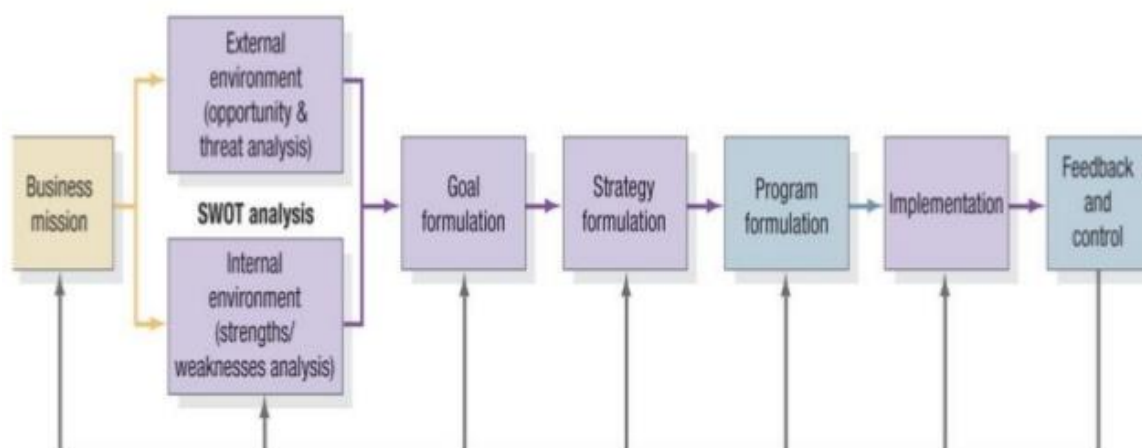 Business
mission
External
environment
(opportunity &
threat analysis)
SWOT analysis
Internal
environment
(strengths/
weaknesses analysis)
Goal
formulation
Strategy
formulation
Program
formulation
Implementation
Feedback
and
control